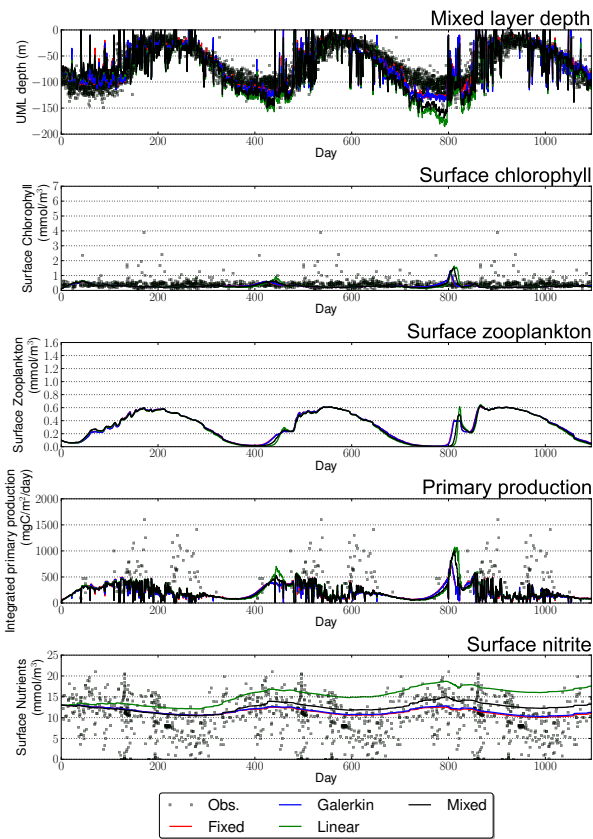 Mixed layer depth
UML depth (m)
0
−50
−100
−150
−200
0 200 400 600 800 1000
Day
Surface chlorophyll
Surface Chlorophyll
(mmol/m³)
7
6
5
4
3
2
1
0
0 200 400 600 800 1000
Day
Surface zooplankton
Surface Zooplankton
(mmol/m³)
1.6
1.4
1.2
1.0
0.8
0.6
0.4
0.2
0.0
0 200 400 600 800 1000
Day
Primary production
Integrated primary production
(mgC/m²/day)
2000
1500
1000
500
0
0 200 400 600 800 1000
Day
Surface nitrite
Surface Nutrients
(mmol/m³)
25
20
15
10
5
0
0 200 400 600 800 1000
Day
Obs. Galerkin Mixed
Fixed Linear